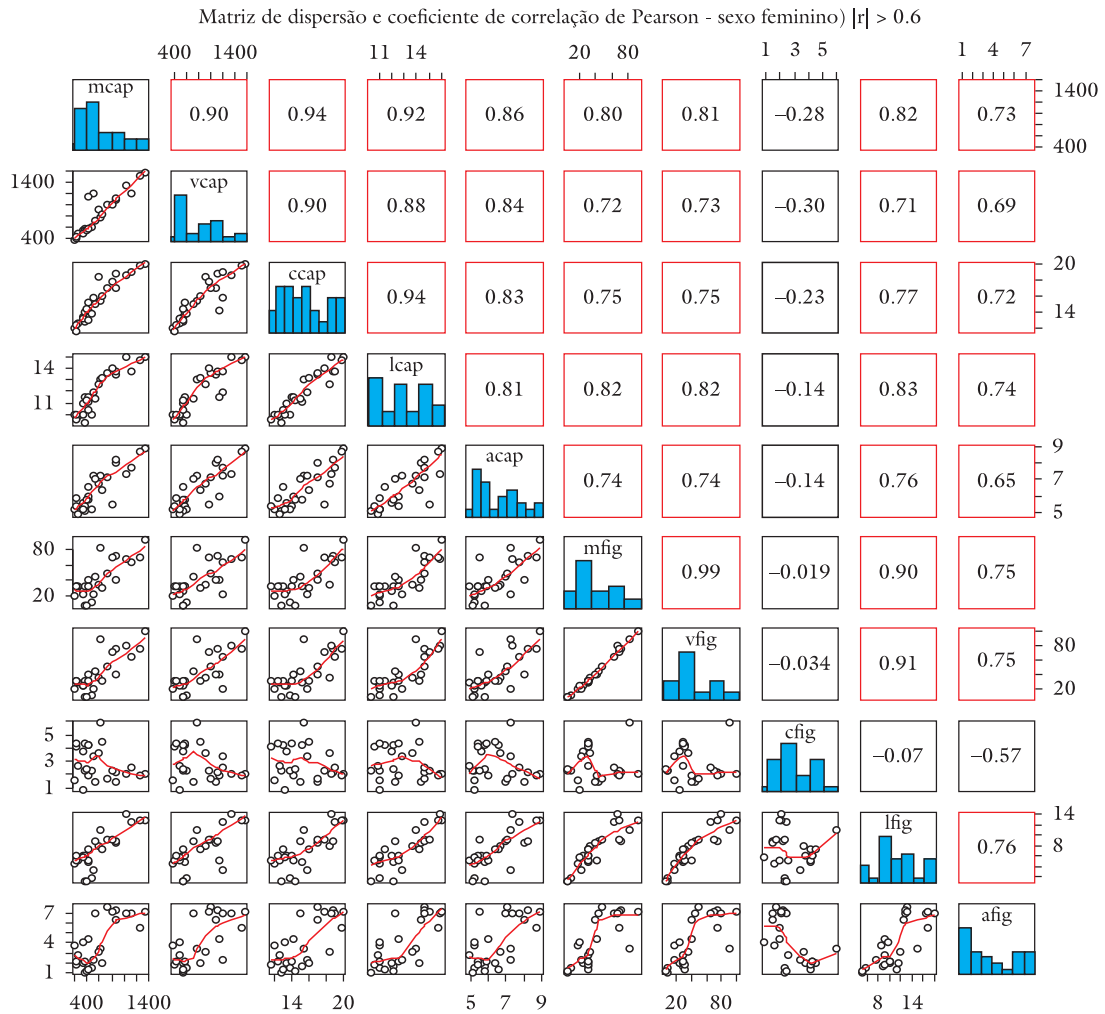 Matriz de dispersão e coeficiente de correlação de Pearson - sexo feminino) |r| > 0.6
400 1400 11 14 20 80 1 3 5 1 4 7
mcap 0.90 0.94 0.92 0.86 0.80 0.81 –0.28 0.82 0.73 1400
400
1400 vcap 0.90 0.88 0.84 0.72 0.73 –0.30 0.71 0.69
400
ccap 0.94 0.83 0.75 0.75 –0.23 0.77 0.72 20
14
14 lcap 0.81 0.82 0.82 –0.14 0.83 0.74
11
acap 0.74 0.74 –0.14 0.76 0.65 9
7
5
80 mfig 0.99 –0.019 0.90 0.75
20
vfig –0.034 0.91 0.75 80
20
5 cfig –0.07 –0.57
3
1
lfig 0.76 14
8
7 afig
4
1
400 1400 14 20 5 7 9 20 80 8 14